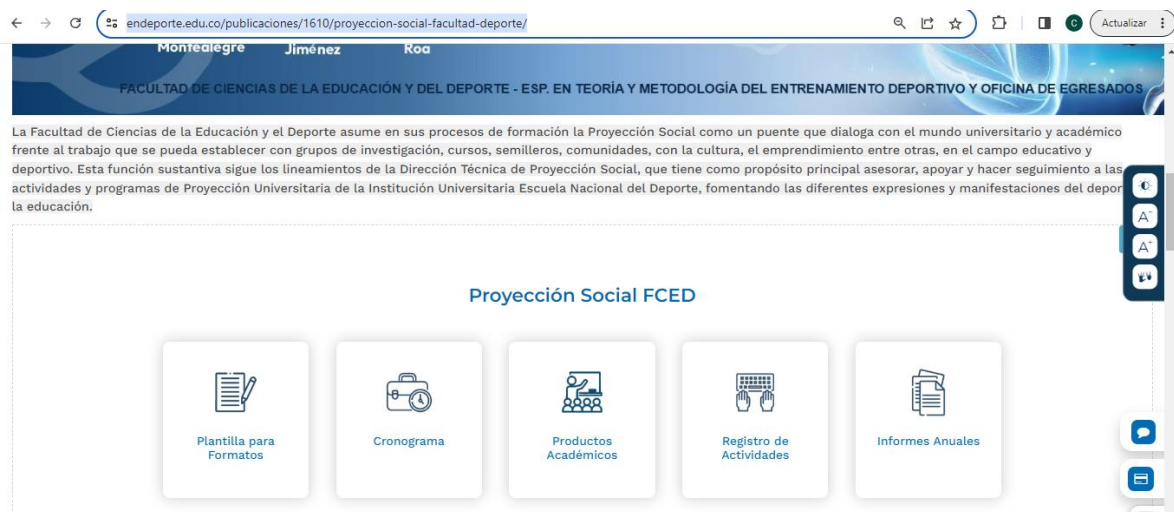 endeporte.edu.co/publicaciones/1610/proyeccion-social-facultad-deporte/
C
Actualizar
Montealegre Jiménez Roa
FACULTAD DE CIENCIAS DE LA EDUCACIÓN Y DEL DEPORTE - ESP. EN TEORÍA Y METODOLOGÍA DEL ENTRENAMIENTO DEPORTIVO Y OFICINA DE EGRESADOS
La Facultad de Ciencias de la Educación y el Deporte asume en sus procesos de formación la Proyección Social como un puente que dialoga con el mundo universitario y académico
frente al trabajo que se pueda establecer con grupos de investigación, cursos, semilleros, comunidades, con la cultura, el emprendimiento entre otras, en el campo educativo y
deportivo. Esta función sustantiva sigue los lineamientos de la Dirección Técnica de Proyección Social, que tiene como propósito principal asesorar, apoyar y hacer seguimiento a las
actividades y programas de Proyección Universitaria de la Institución Universitaria Escuela Nacional del Deporte, fomentando las diferentes expresiones y manifestaciones del depor
la educación.
A-
A+
Proyección Social FCED
Plantilla para
Formatos
Cronograma
Productos
Académicos
Registro de
Actividades
Informes Anuales